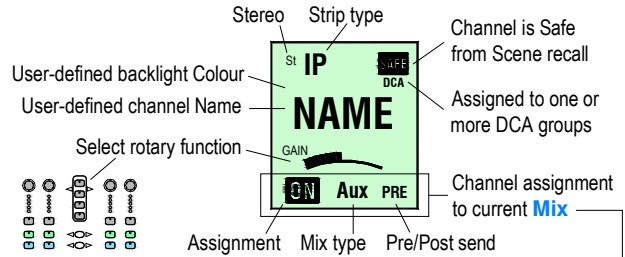 Stereo
Strip type
St
IP
SAFE
DCA
Channel is Safe
from Scene recall
User-defined backlight Colour
User-defined channel Name
NAME
Assigned to one or
more DCA groups
Select rotary function
GAIN
ON
Aux
PRE
Channel assignment
to current Mix
Assignment
Mix type
Pre/Post send